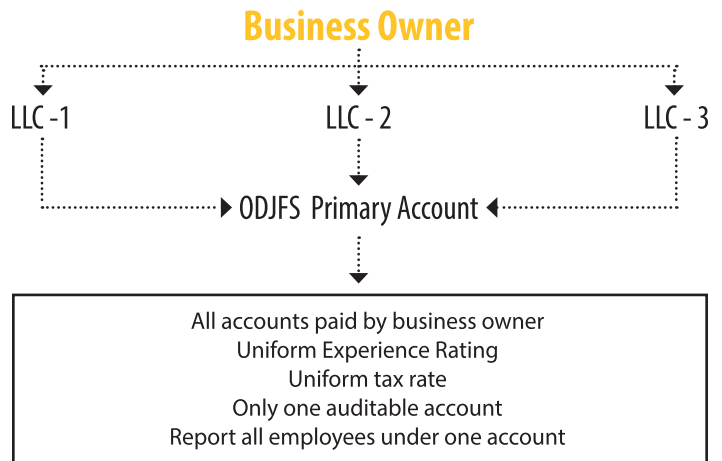 Business Owner
LLC -1
LLC - 2
LLC - 3
ODJFS Primary Account
All accounts paid by business owner
Uniform Experience Rating
Uniform tax rate
Only one auditable account
Report all employees under one account